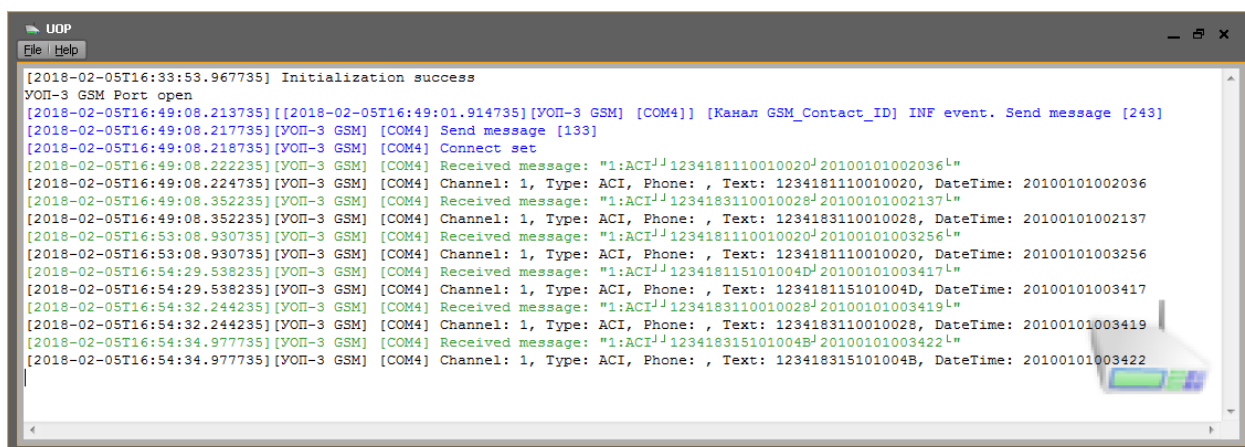 UOP
File Help
[2018-02-05T16:33:53.967735] Initialization success
УОП-3 GSM Port open
[2018-02-05T16:49:08.213735][[2018-02-05T16:49:01.914735][УОП-3 GSM] [COM4]] [Канал GSM_Contact_ID] INF event. Send message [243]
[2018-02-05T16:49:08.217735][УОП-3 GSM] [COM4] Send message [133]
[2018-02-05T16:49:08.218735][УОП-3 GSM] [COM4] Connect set
[2018-02-05T16:49:08.222235][УОП-3 GSM] [COM4] Received message: "1:ACI┘┘1234181110010020┘20100101002036└"
[2018-02-05T16:49:08.224735][УОП-3 GSM] [COM4] Channel: 1, Type: ACI, Phone: , Text: 1234181110010020, DateTime: 20100101002036
[2018-02-05T16:49:08.352235][УОП-3 GSM] [COM4] Received message: "1:ACI┘┘1234183110010028┘20100101002137└"
[2018-02-05T16:49:08.352235][УОП-3 GSM] [COM4] Channel: 1, Type: ACI, Phone: , Text: 1234183110010028, DateTime: 20100101002137
[2018-02-05T16:53:08.930735][УОП-3 GSM] [COM4] Received message: "1:ACI┘┘1234181110010020┘20100101003256└"
[2018-02-05T16:53:08.930735][УОП-3 GSM] [COM4] Channel: 1, Type: ACI, Phone: , Text: 1234181110010020, DateTime: 20100101003256
[2018-02-05T16:54:29.538235][УОП-3 GSM] [COM4] Received message: "1:ACI┘┘123418115101004D┘20100101003417└"
[2018-02-05T16:54:29.538235][УОП-3 GSM] [COM4] Channel: 1, Type: ACI, Phone: , Text: 123418115101004D, DateTime: 20100101003417
[2018-02-05T16:54:32.244235][УОП-3 GSM] [COM4] Received message: "1:ACI┘┘1234183110010028┘20100101003419└"
[2018-02-05T16:54:32.244235][УОП-3 GSM] [COM4] Channel: 1, Type: ACI, Phone: , Text: 1234183110010028, DateTime: 20100101003419
[2018-02-05T16:54:34.977735][УОП-3 GSM] [COM4] Received message: "1:ACI┘┘123418315101004B┘20100101003422└"
[2018-02-05T16:54:34.977735][УОП-3 GSM] [COM4] Channel: 1, Type: ACI, Phone: , Text: 123418315101004B, DateTime: 20100101003422